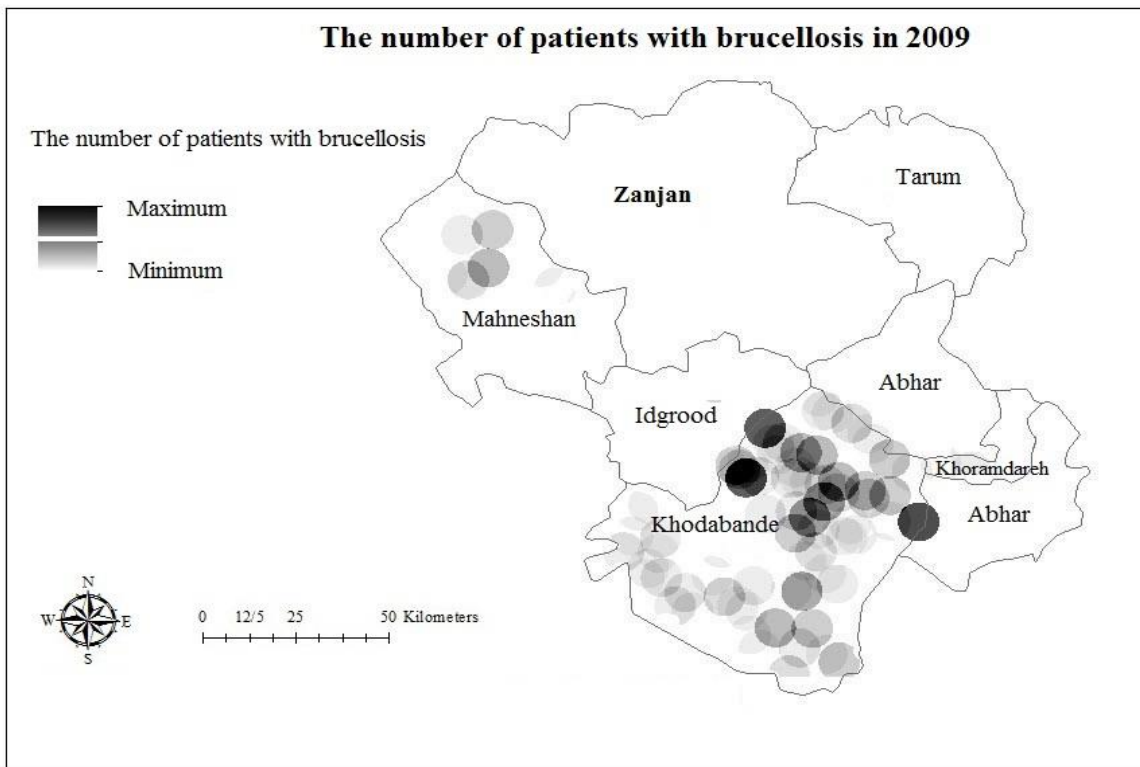 The number of patients with brucellosis in 2009
The number of patients with brucellosis
Maximum
Minimum
Zanjan
Tarum
Mahneshan
Abhar
Idgrood
Khoramdareh
Abhar
Khodabande
N
W E
S
0 12/5 25 50 Kilometers